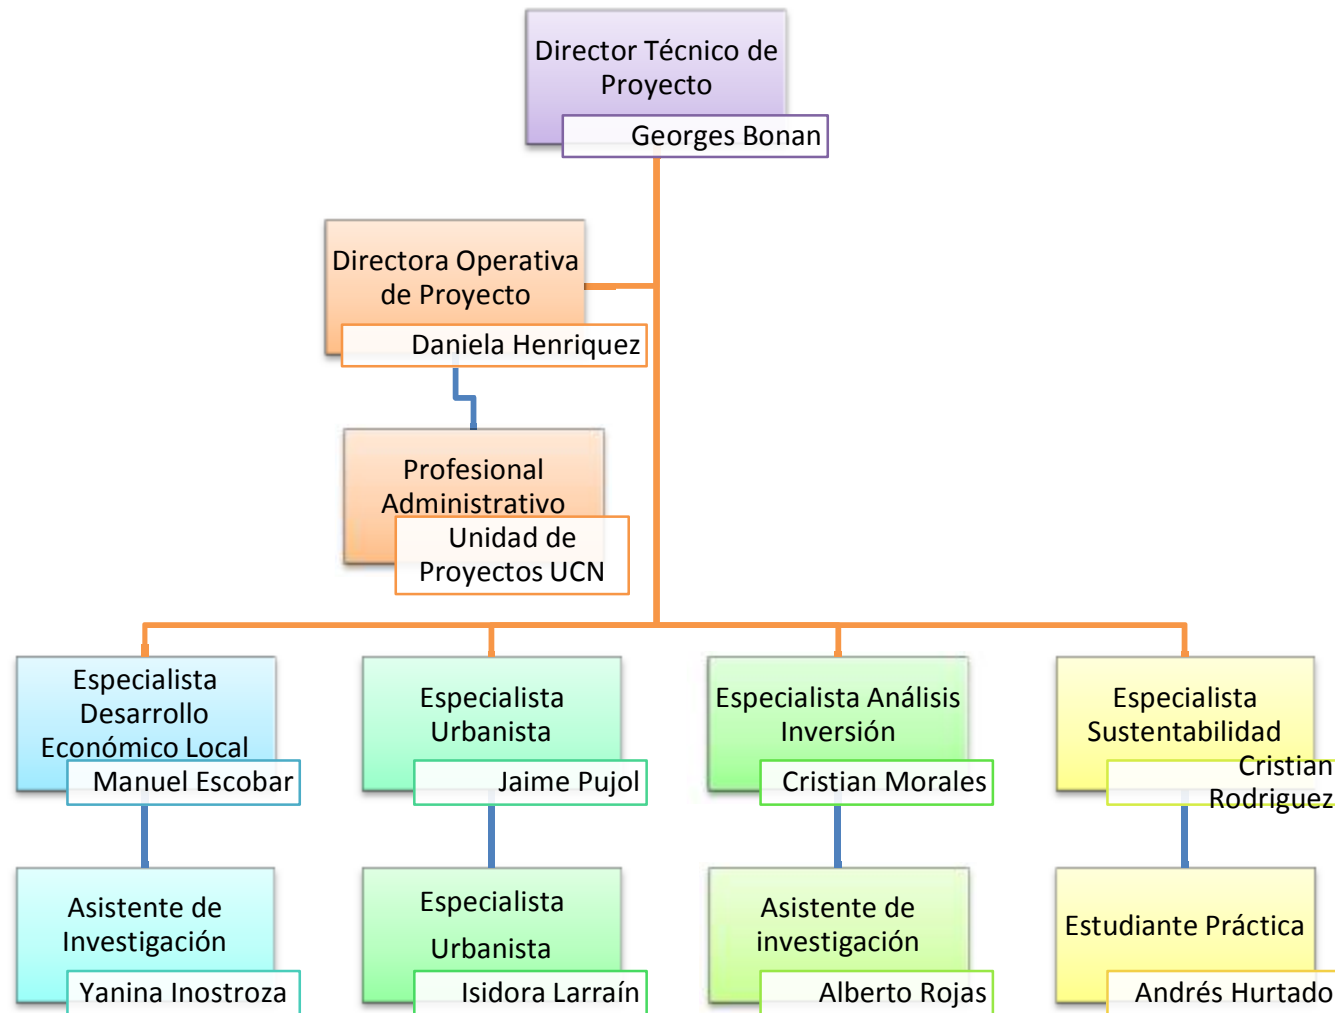 Director Técnico de
Proyecto
Georges Bonan
Directora Operativa
de Proyecto
Daniela Henriquez
Profesional
Administrativo
Unidad de
Proyectos UCN
Especialista
Desarrollo
Económico Local
Manuel Escobar
Especialista
Urbanista
Jaime Pujol
Especialista Análisis
Inversión
Cristian Morales
Especialista
Sustentabilidad
Cristian
Rodriguez
Asistente de
Investigación
Yanina Inostroza
Especialista
Urbanista
Isidora Larraín
Asistente de
investigación
Alberto Rojas
Estudiante Práctica
Andrés Hurtado